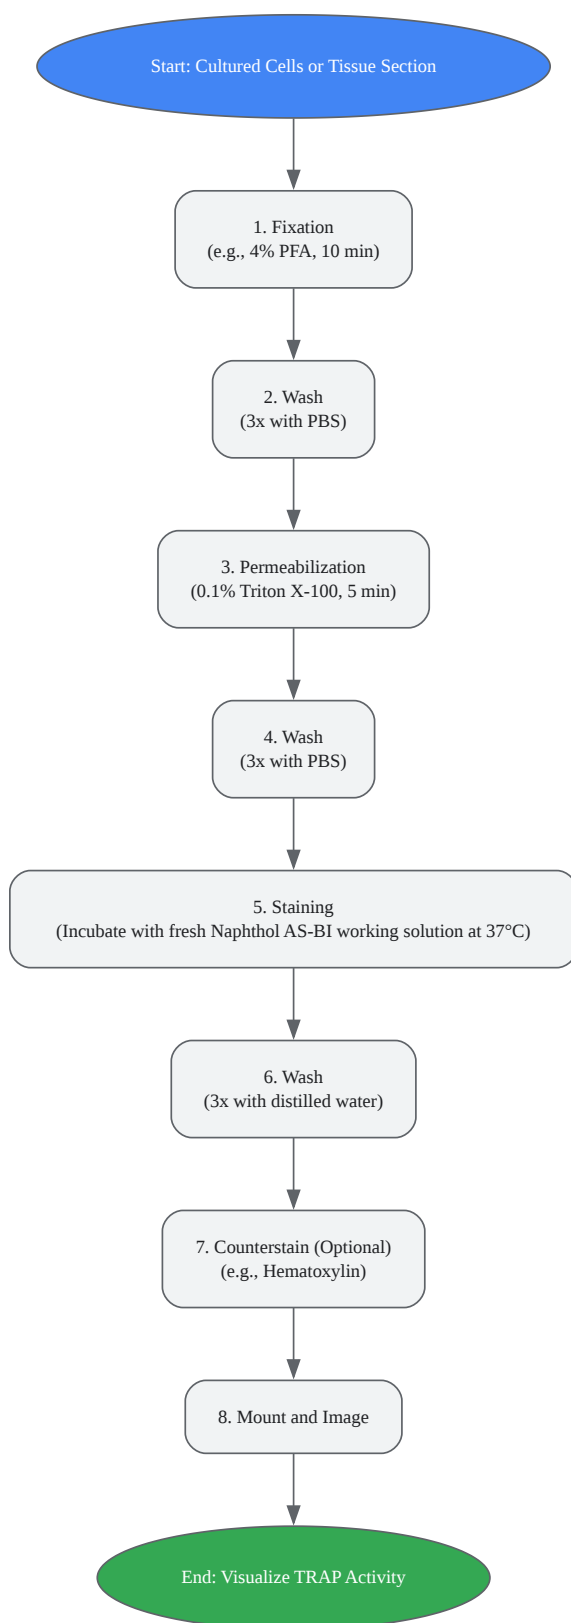 Start: Cultured Cells or Tissue Section
1. Fixation
(e.g., 4% PFA, 10 min)
2. Wash
(3x with PBS)
3. Permeabilization
(0.1% Triton X-100, 5 min)
4. Wash
(3x with PBS)
5. Staining
(Incubate with fresh Naphthol AS-BI working solution at 37°C)
6. Wash
(3x with distilled water)
7. Counterstain (Optional)
(e.g., Hematoxylin)
8. Mount and Image
End: Visualize TRAP Activity